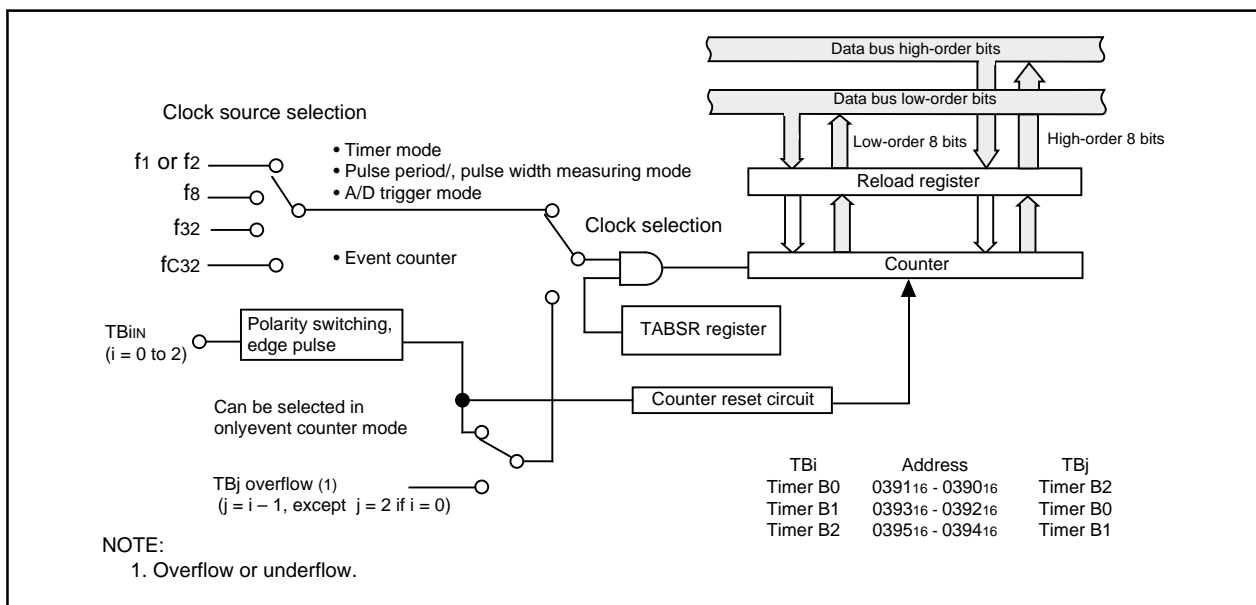 Data bus high-order bits
Data bus low-order bits
Clock source selection
Low-order 8 bits
High-order 8 bits
f1 or f2
f8
f32
fC32
• Timer mode
• Pulse period/, pulse width measuring mode
• A/D trigger mode
• Event counter
Reload register
Clock selection
Counter
TABSR register
TBiIN
(i = 0 to 2)
Polarity switching,
edge pulse
Counter reset circuit
Can be selected in
onlyevent counter mode
TBj overflow (1)
(j = i – 1, except j = 2 if i = 0)
TBi Address TBj
Timer B0 039116 - 039016 Timer B2
Timer B1 039316 - 039216 Timer B0
Timer B2 039516 - 039416 Timer B1
NOTE:
1. Overflow or underflow.